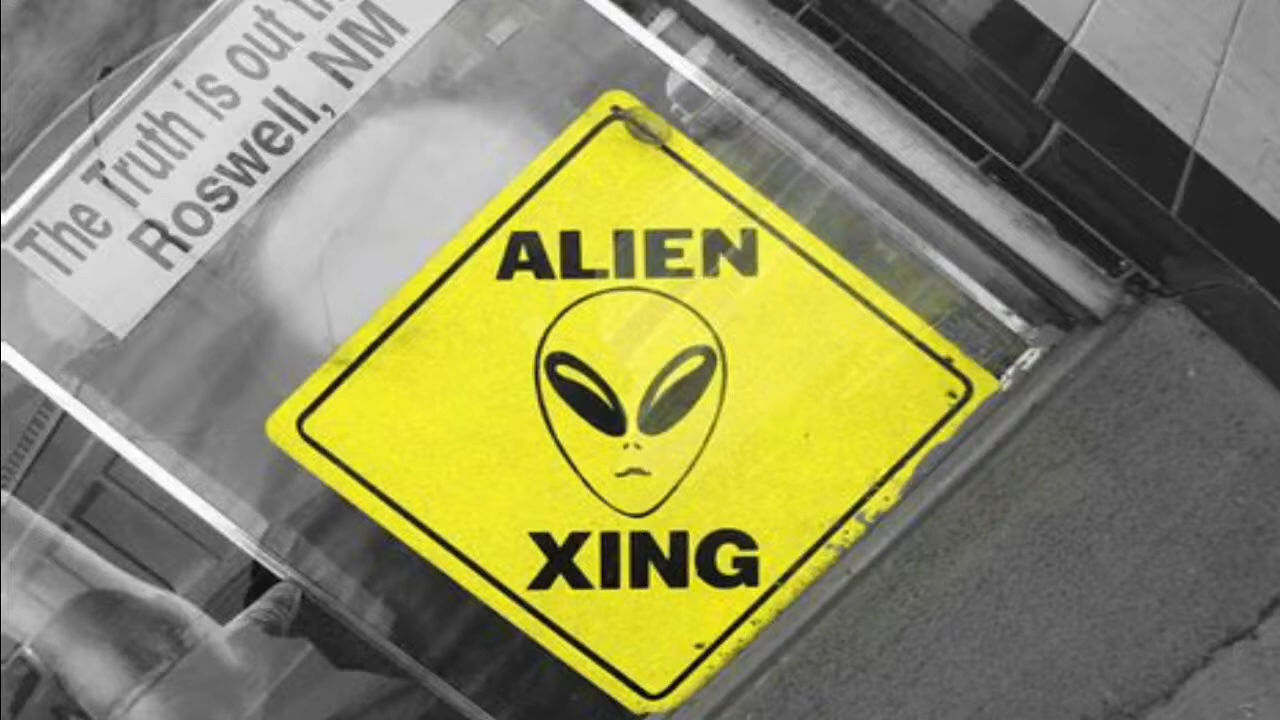 The Truth is out
Roswell, NM
ALIEN
XING